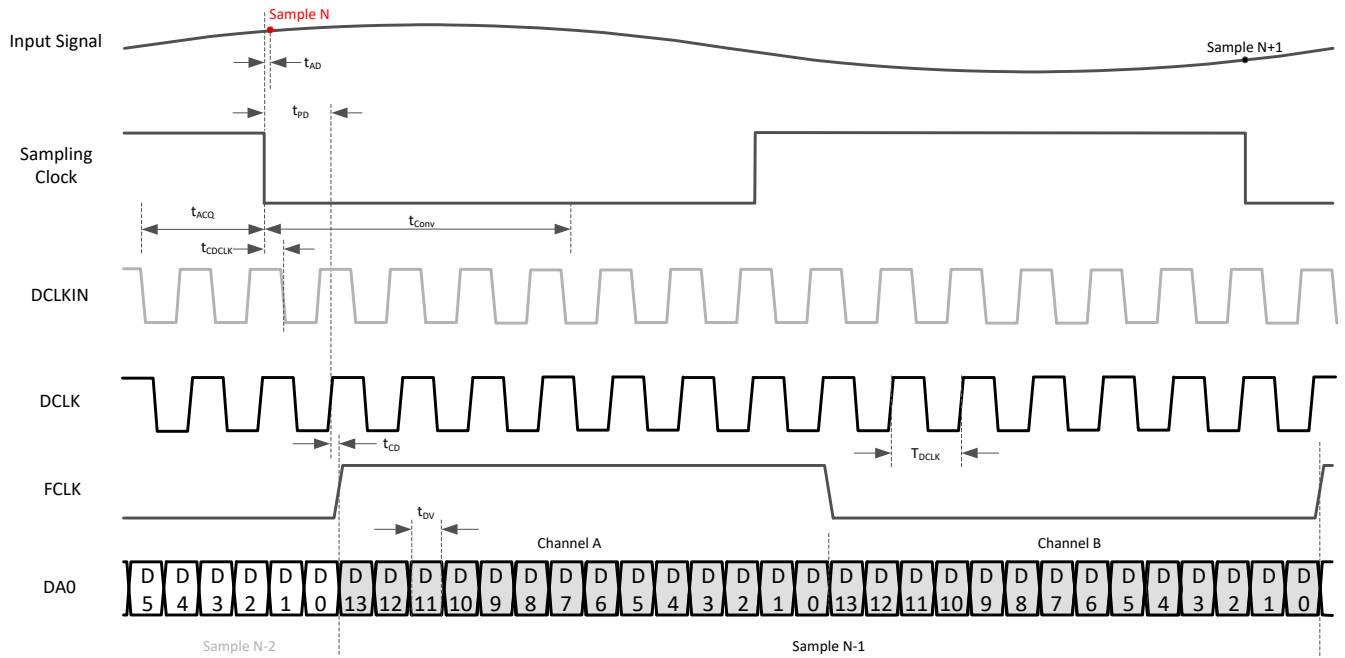 Sample N
Input Signal
Sample N+1
tAD
tPD
Sampling
Clock
tACQ
tConv
tCDCLK
DCLKIN
DCLK
tCD
TDCLK
FCLK
tDV
Channel A
Channel B
DA0
D D D D D D D D D D D D D D D D D D D D D D D D D D D D D D D D D D
5 4 3 2 1 0 13 12 11 10 9 8 7 6 5 4 3 2 1 0 13 12 11 10 9 8 7 6 5 4 3 2 1 0
Sample N-2
Sample N-1